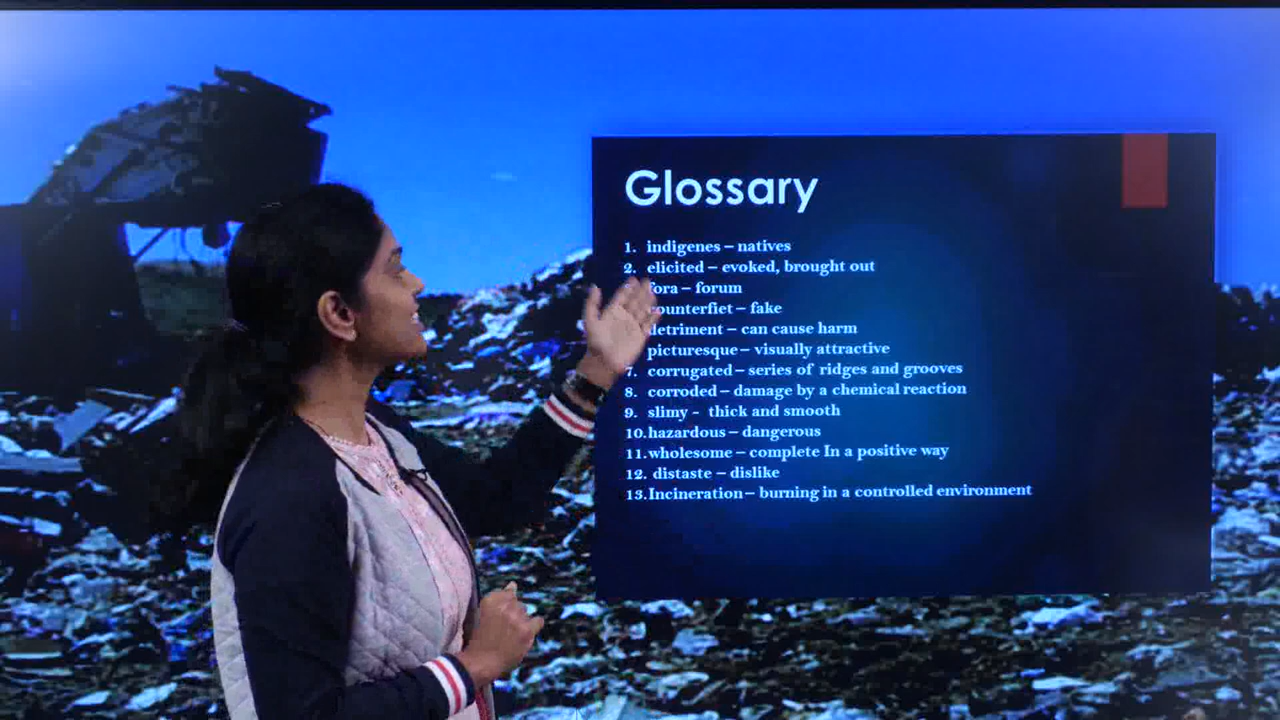 Glossary
1. indigenes – natives
2. elicited – evoked, brought out
fora – forum
counterfiet – fake
detriment – can cause harm
picturesque – visually attractive
7. corrugated – series of ridges and grooves
8. corroded – damage by a chemical reaction
9. slimy - thick and smooth
10. hazardous – dangerous
11. wholesome – complete In a positive way
12. distaste – dislike
13. Incineration – burning in a controlled environment